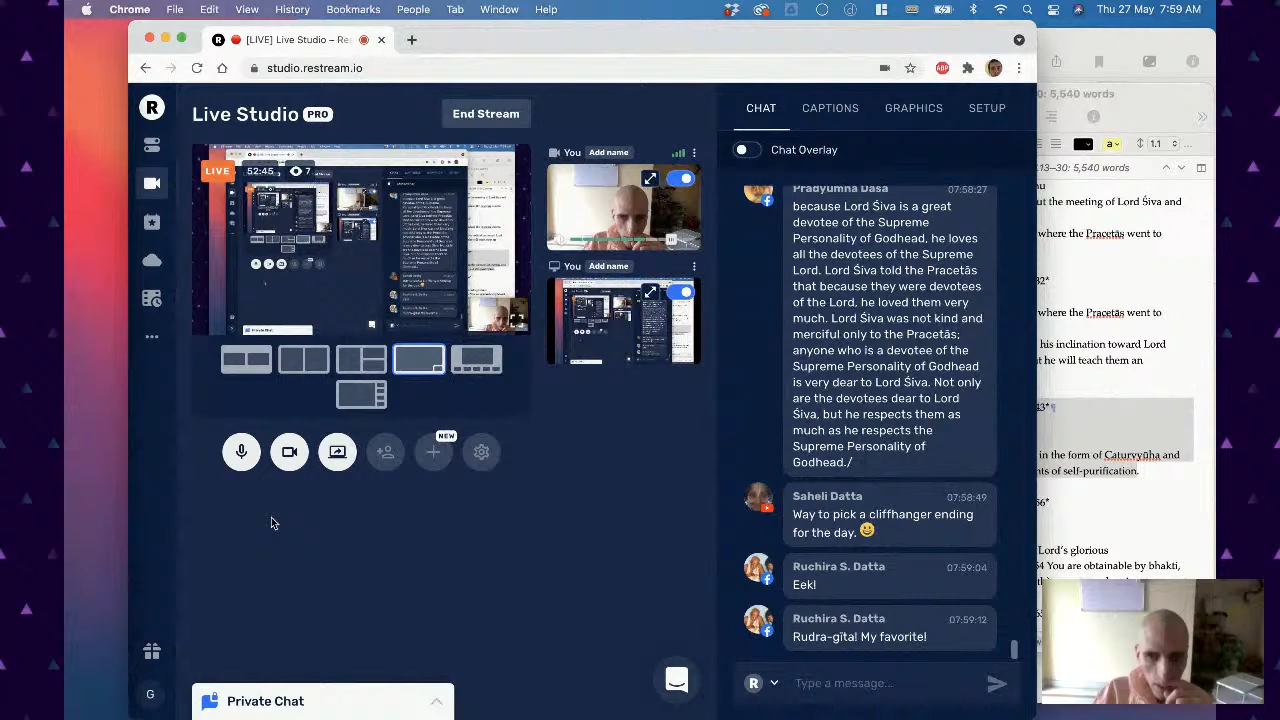 Chrome File Edit View History Bookmarks People Tab Window Help Thu 27 May 7:59 AM
[LIVE] Live Studio – Re
studio.restream.io
ABP
0: 5,540 words
R
Live Studio PRO End Stream
CHAT CAPTIONS GRAPHICS SETUP
Chat Overlay
LIVE 52:45 7
You Add name
You Add name
NEW
Private Chat
G
Pradyumna Dasa 07:58:27
because Lord Śiva is a great
devotee of the Supreme
Personality of Godhead, he loves
all the devotees of the Supreme
Lord. Lord Śiva told the Pracetās
that because they were devotees
of the Lord, he loved them very
much. Lord Śiva was not kind and
merciful only to the Pracetās;
anyone who is a devotee of the
Supreme Personality of Godhead
is very dear to Lord Śiva. Not only
are the devotees dear to Lord
Śiva, but he respects them as
much as he respects the
Supreme Personality of
Godhead./
Saheli Datta 07:58:49
Way to pick a cliffhanger ending
for the day. 😀
Ruchira S. Datta 07:59:04
Eek!
Ruchira S. Datta 07:59:12
Rudra-gīta! My favorite!
R Type a message...
.13–30: 5,540 words
ut the meeting of Lord Śiva and
where the Pracetās went to
32*
where the Pracetās went to
his inclination toward Lord
at he will teach them an
43*¶
in the form of Caturvyūha and
nts of self-purification.
56*
Lord's glorious
54 You are obtainable by bhakti,